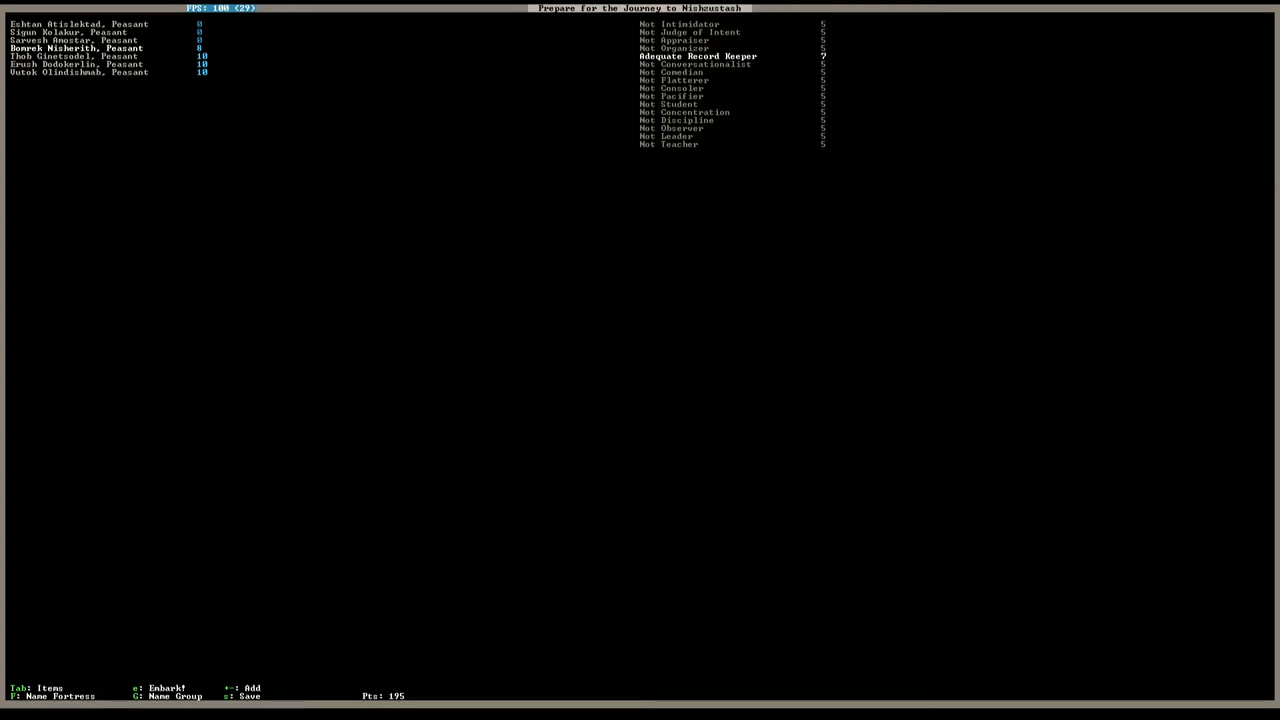 FPS: 100 (29) Prepare for the Journey to Nishzustash
Eshtan Atislektad, Peasant 0 Not Intimidator 5
Sigun Kolakur, Peasant 0 Not Judge of Intent 5
Sarvesh Amostar, Peasant 0 Not Appraiser 5
Bomrek Nisherith, Peasant 8 Not Organizer 5
Thob Ginetsodel, Peasant 10 Adequate Record Keeper 7
Erush Dodokerlin, Peasant 10 Not Conversationalist 5
Vutok Olindishmab, Peasant 10 Not Comedian 5
Not Flatterer 5
Not Consoler 5
Not Pacifier 5
Not Student 5
Not Concentration 5
Not Discipline 5
Not Observer 5
Not Leader 5
Not Teacher 5
Tab: Items e: Embark! +-: Add
F: Name Fortress G: Name Group s: Save Pts: 195